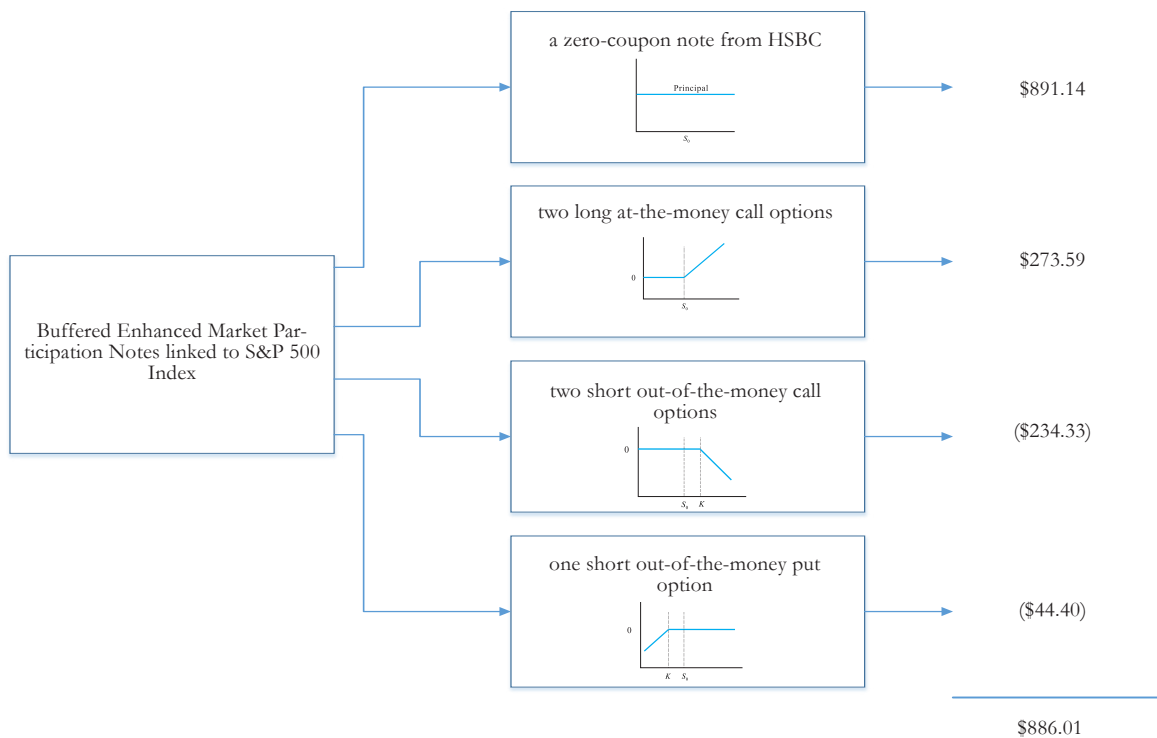 a zero-coupon note from HSBC
Principal
S0
$891.14
two long at-the-money call options
0
S0
$273.59
Buffered Enhanced Market Par-
ticipation Notes linked to S&P 500
Index
two short out-of-the-money call
options
0
S0 K
($234.33)
one short out-of-the-money put
option
0
K S0
($44.40)
$886.01